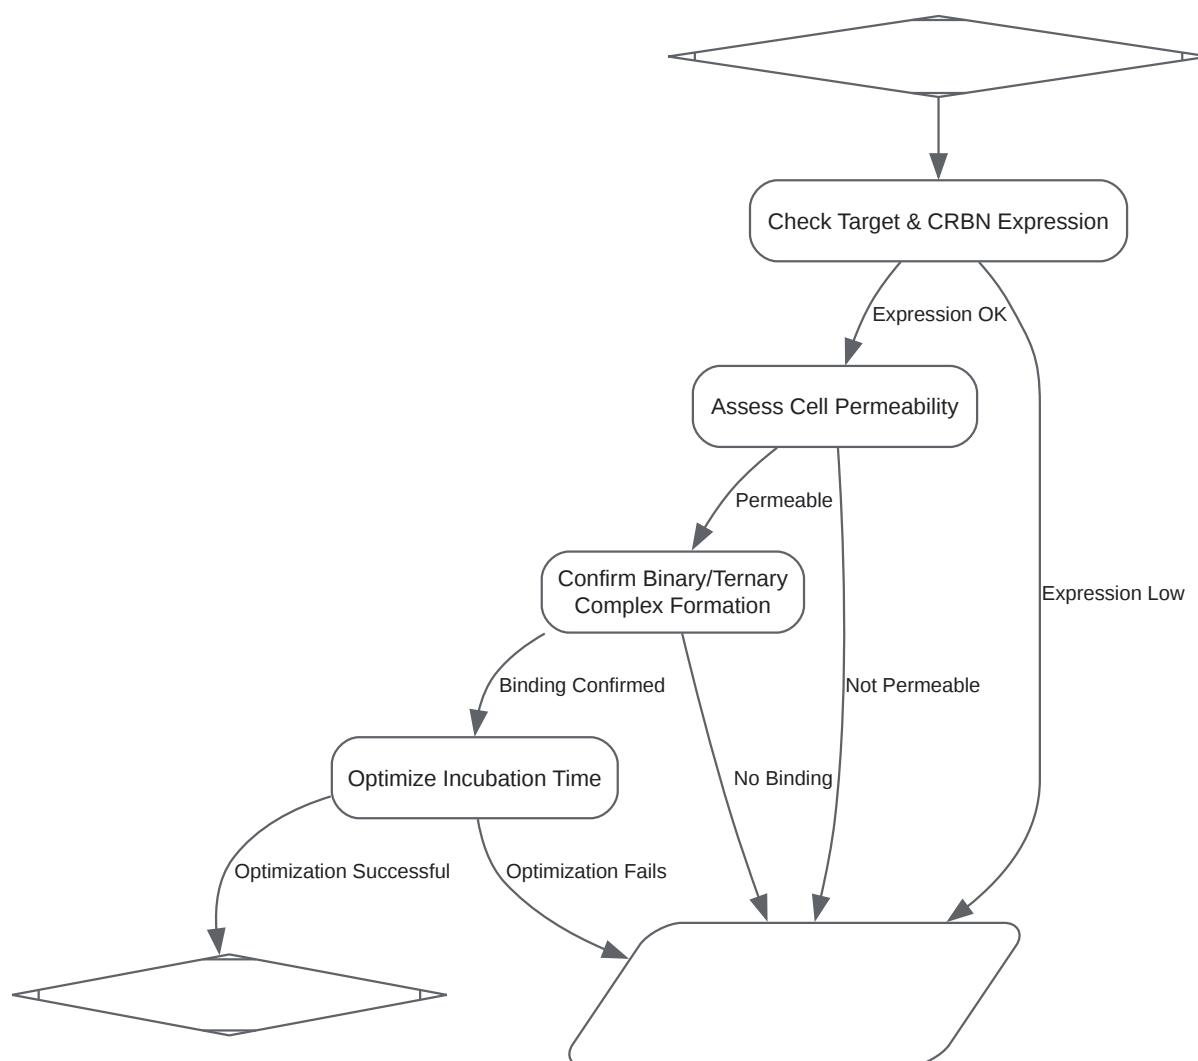 Check Target & CRBN Expression
Expression OK
Assess Cell Permeability
Permeable
Confirm Binary/Ternary
Complex Formation
Expression Low
Binding Confirmed
Not Permeable
Optimize Incubation Time
No Binding
Optimization Successful
Optimization Fails